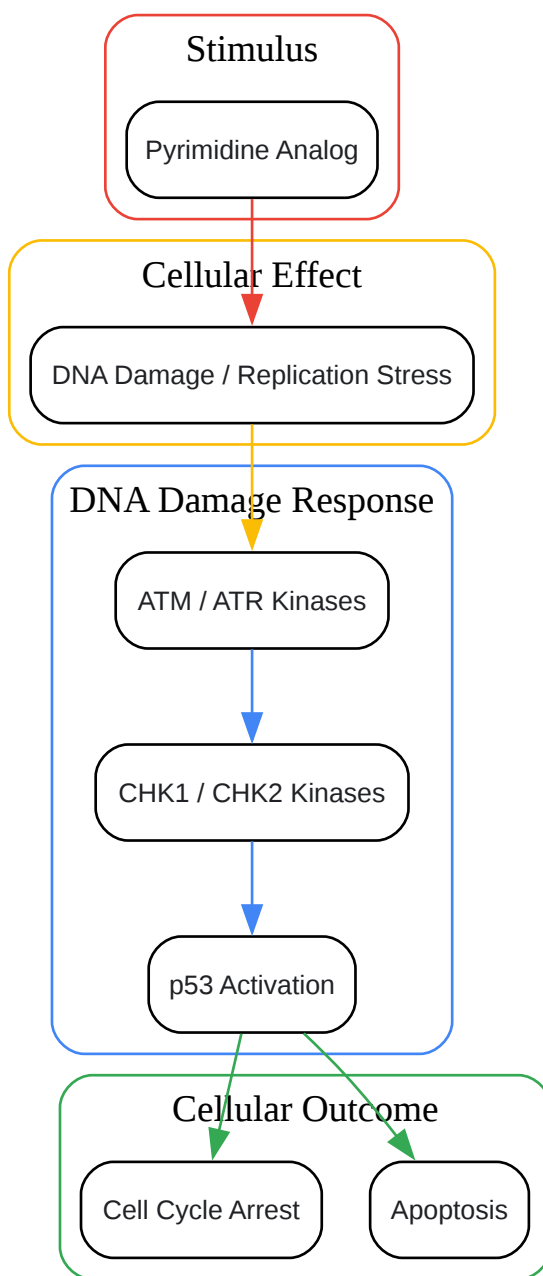 Stimulus
Pyrimidine Analog
Cellular Effect
DNA Damage / Replication Stress
DNA Damage Response
ATM / ATR Kinases
CHK1 / CHK2 Kinases
p53 Activation
Cellular Outcome
Cell Cycle Arrest
Apoptosis